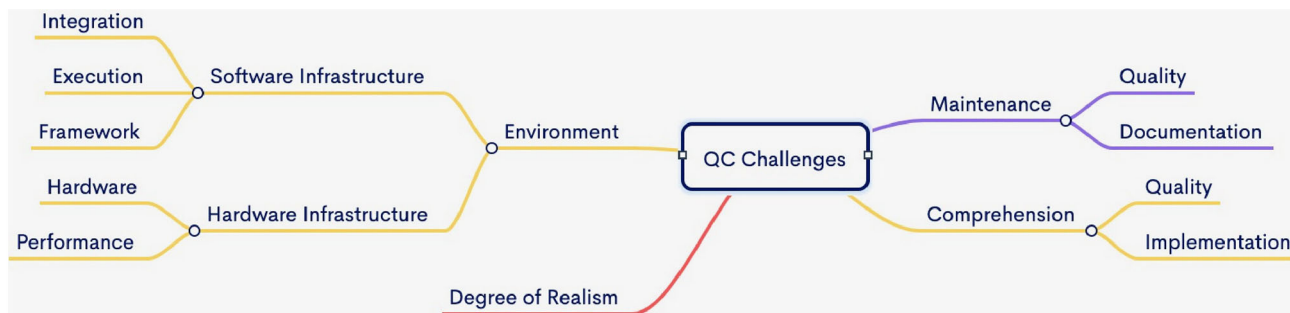 Integration
Execution
Software Infrastructure
Framework
Environment
Hardware
Hardware Infrastructure
Performance
Degree of Realism
QC Challenges
Maintenance
Quality
Documentation
Comprehension
Quality
Implementation